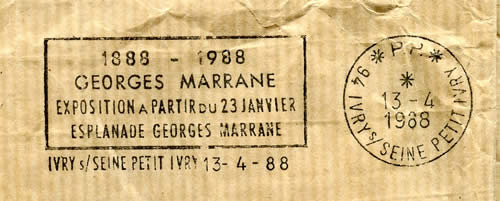 1888 - 1988
GEORGES MARRANE
EXPOSITION A PARTIR DU 23 JANVIER
ESPLANADE GEORGES MARRANE
IVRY S/SEINE PETIT IVRY 13-4-88
* P.P. *
*
13-4
1988
94 IVRY S/SEINE PETIT IVRY